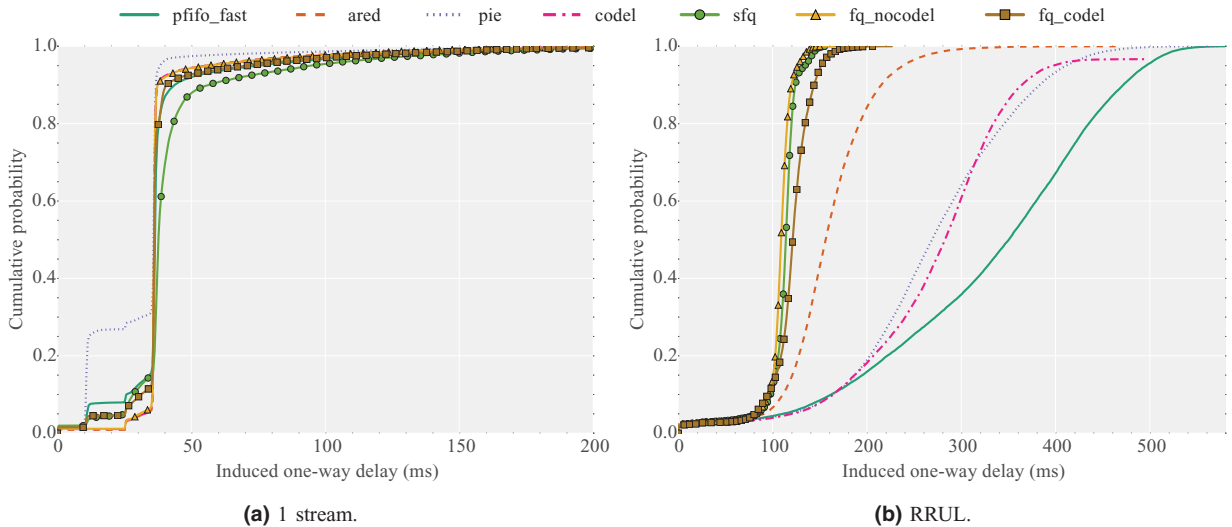 pfifo_fast ared pie codel sfq fq_nocodel fq_codel
1.0
0.8
0.6
0.4
0.2
0.0
Cumulative probability
0 50 100 150 200
Induced one-way delay (ms)
(a) 1 stream.
1.0
0.8
0.6
0.4
0.2
0.0
Cumulative probability
0 100 200 300 400 500
Induced one-way delay (ms)
(b) RRUL.